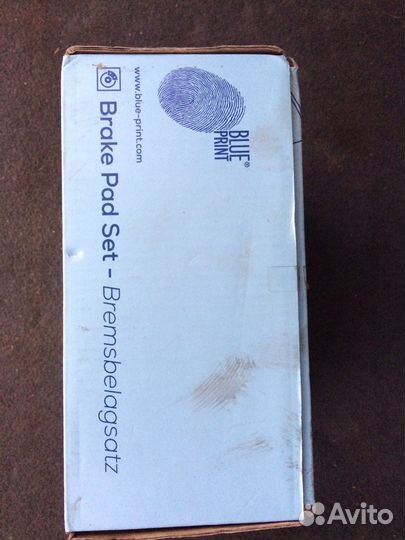 BLUE®
PRINT
www.blue-print.com
Brake Pad Set - Bremsbelagsatz
Avito